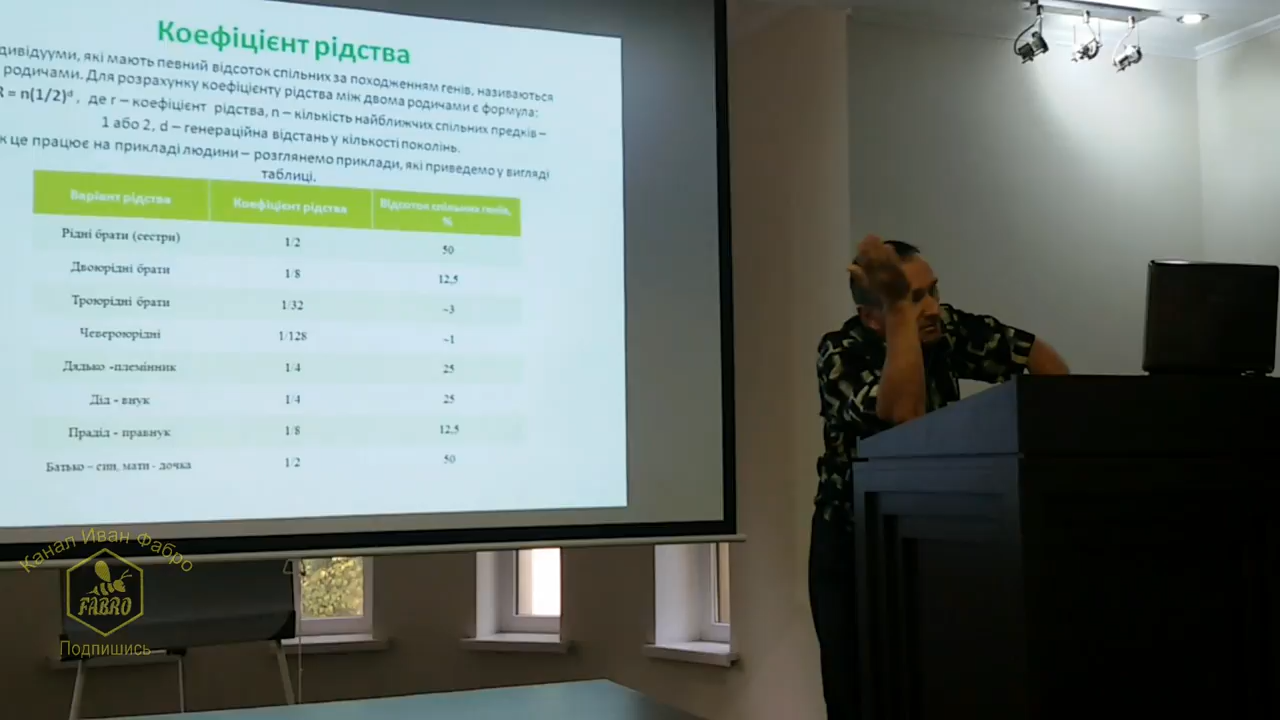 Коефіцієнт рідства
дивідууми, які мають певний відсоток спільних за походженням генів, називаються
родичами. Для розрахунку коефіцієнту рідства між двома родичами є формула:
R = n(1/2)ᵈ , де r – коефіцієнт рідства, n – кількість найближчих спільних предків –
1 або 2, d – генераційна відстань у кількості поколінь.
к це працює на прикладі людини – розглянемо приклади, які приведемо у вигляді
таблиці.
Варіант рідства Коефіцієнт рідства Відсоток спільних генів, %
Рідні брати (сестри) 1/2 50
Двоюрідні брати 1/8 12,5
Троюрідні брати 1/32 ~3
Чевероюрідні 1/128 ~1
Дядько -племінник 1/4 25
Дід - внук 1/4 25
Прадід - правнук 1/8 12,5
Батько – син, мати - дочка 1/2 50
Канал Иван Фабро
FABRO
Подпишись